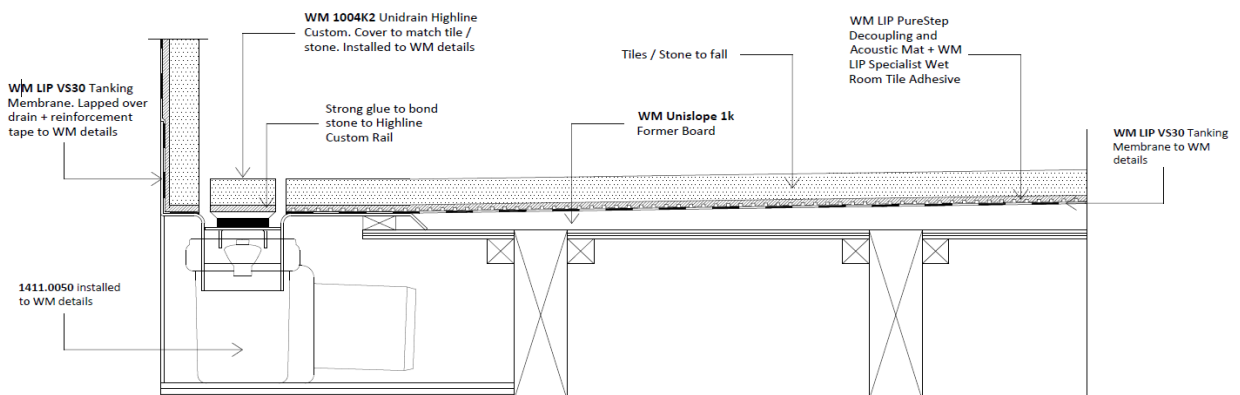 WM 1004K2 Unidrain Highline
Custom. Cover to match tile /
stone. Installed to WM details
WM LIP PureStep
Decoupling and
Acoustic Mat + WM
LIP Specialist Wet
Room Tile Adhesive
Tiles / Stone to fall
WM LIP VS30 Tanking
Membrane. Lapped over
drain + reinforcement
tape to WM details
Strong glue to bond
stone to Highline
Custom Rail
WM Unislope 1k
Former Board
WM LIP VS30 Tanking
Membrane to WM
details
1411.0050 installed
to WM details